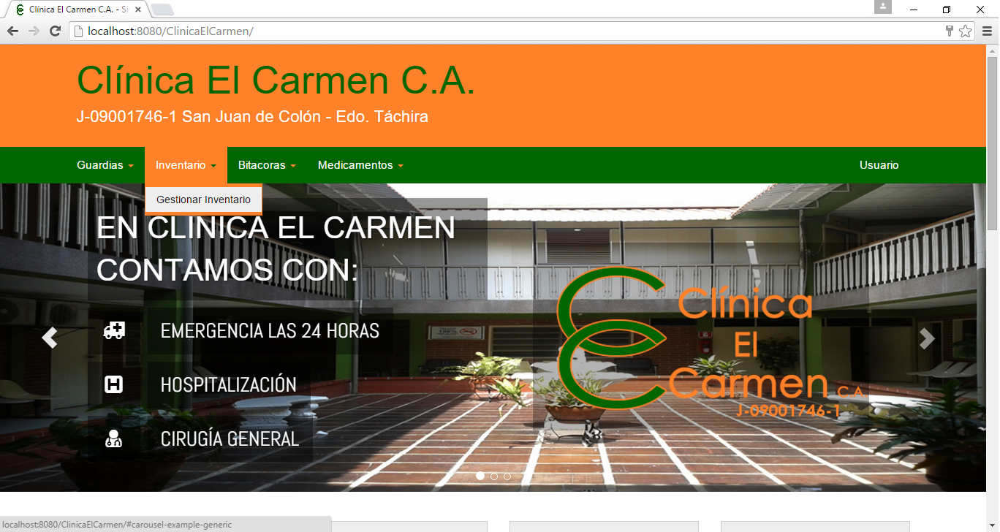 Clínica El Carmen C.A. - Si
localhost:8080/ClinicaElCarmen/
Clínica El Carmen C.A.
J-09001746-1 San Juan de Colón - Edo. Táchira
Guardias Inventario Bitacoras Medicamentos Usuario
Gestionar Inventario
EN CLINICA EL CARMEN
CONTAMOS CON:
EMERGENCIA LAS 24 HORAS
HOSPITALIZACIÓN
CIRUGÍA GENERAL
Clínica
El
Carmen C.A.
J-09001746-1
localhost:8080/ClinicaElCarmen/#carousel-example-generic